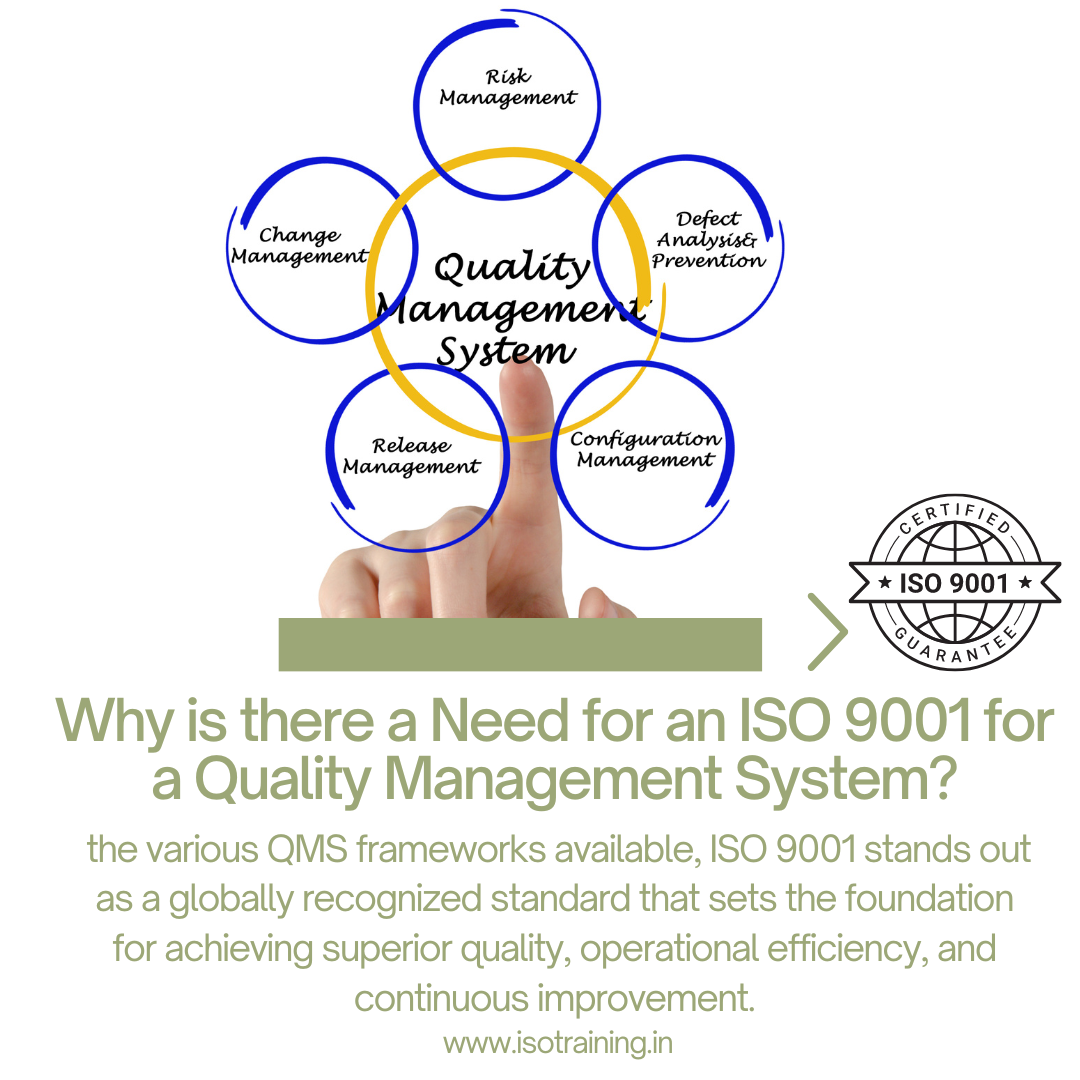 Risk
Management
Change
Management
Defect
Analysis&
Prevention
Quality
Management
System
Release
Management
Configuration
Management
CERTIFIED
★ ISO 9001 ★
GUARANTEE
Why is there a Need for an ISO 9001 for
a Quality Management System?
the various QMS frameworks available, ISO 9001 stands out
as a globally recognized standard that sets the foundation
for achieving superior quality, operational efficiency, and
continuous improvement.
www.isotraining.in